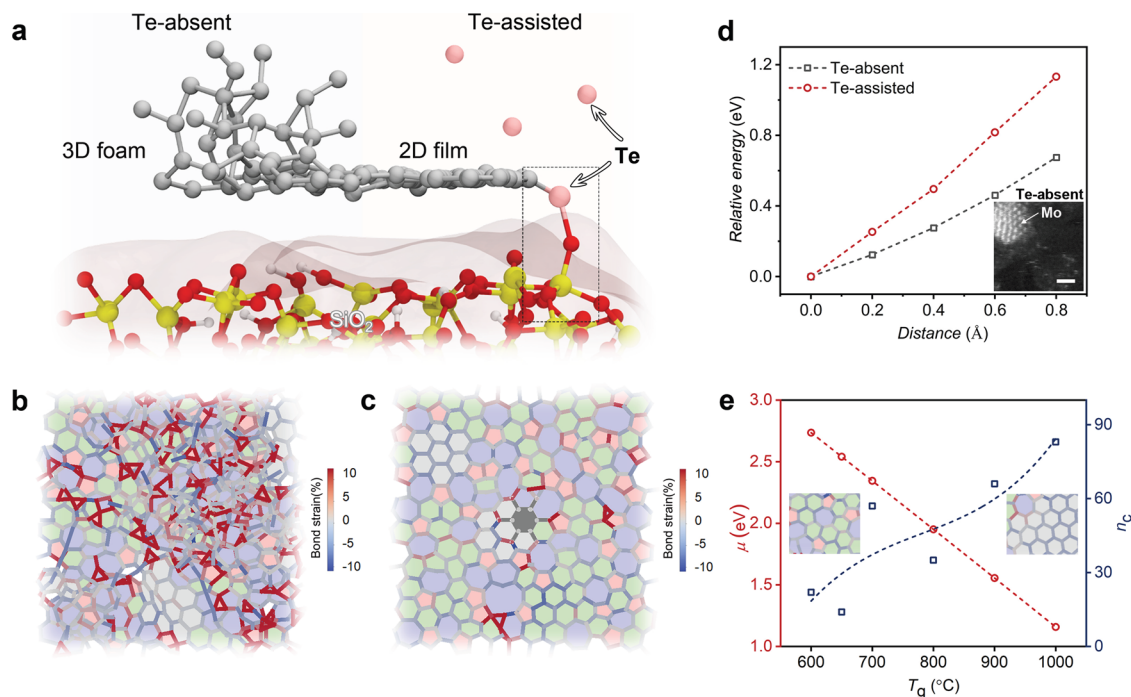 a
Te-absent
Te-assisted
3D foam
2D film
Te
SiO2
b
Bond strain(%)
10
5
0
-5
-10
c
Bond strain(%)
10
5
0
-5
-10
d
Relative energy (eV)
1.2
0.8
0.4
0.0
Te-absent
Te-assisted
Te-absent
Mo
0.0 0.2 0.4 0.6 0.8
Distance (Å)
e
μ (eV)
3.0
2.5
2.0
1.5
1.0
90
60
30
0
nC
600 700 800 900 1000
Tg (°C)